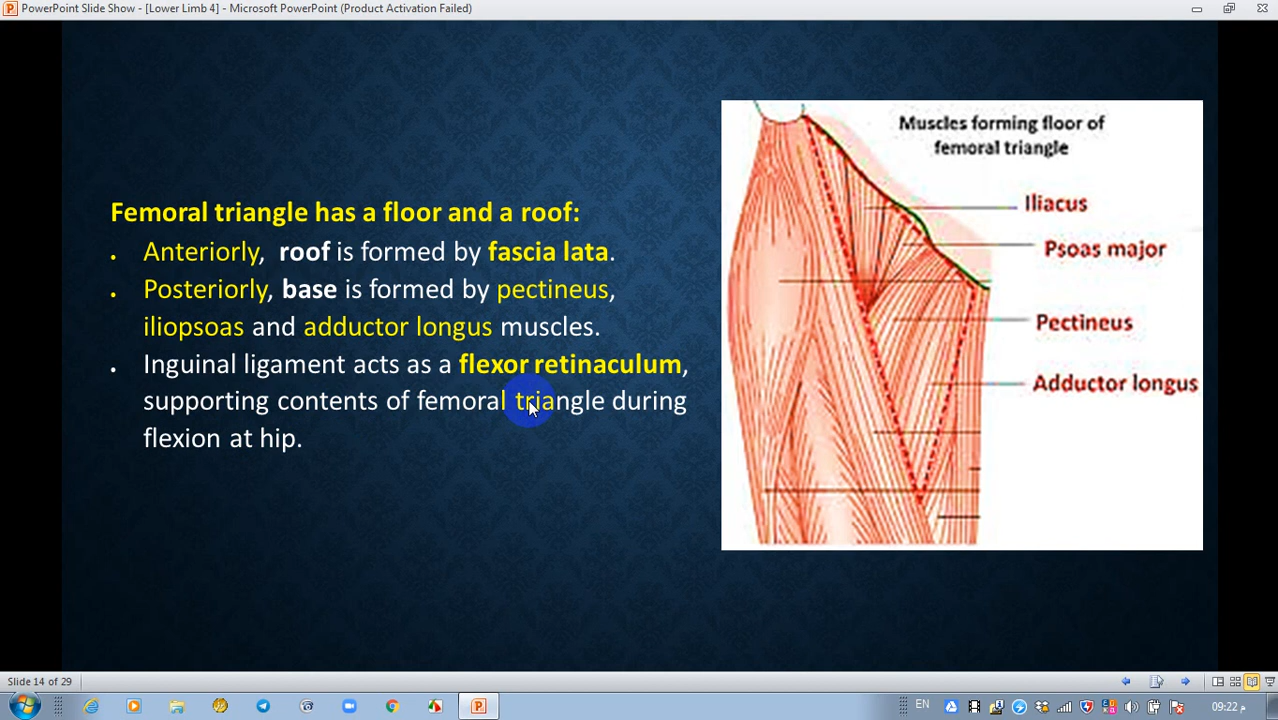 PowerPoint Slide Show - [Lower Limb 4] - Microsoft PowerPoint (Product Activation Failed)
Femoral triangle has a floor and a roof:
• Anteriorly, roof is formed by fascia lata.
• Posteriorly, base is formed by pectineus,
iliopsoas and adductor longus muscles.
• Inguinal ligament acts as a flexor retinaculum,
supporting contents of femoral triangle during
flexion at hip.
Muscles forming floor of
femoral triangle
Iliacus
Psoas major
Pectineus
Adductor longus
Slide 14 of 29
EN
09:22 م